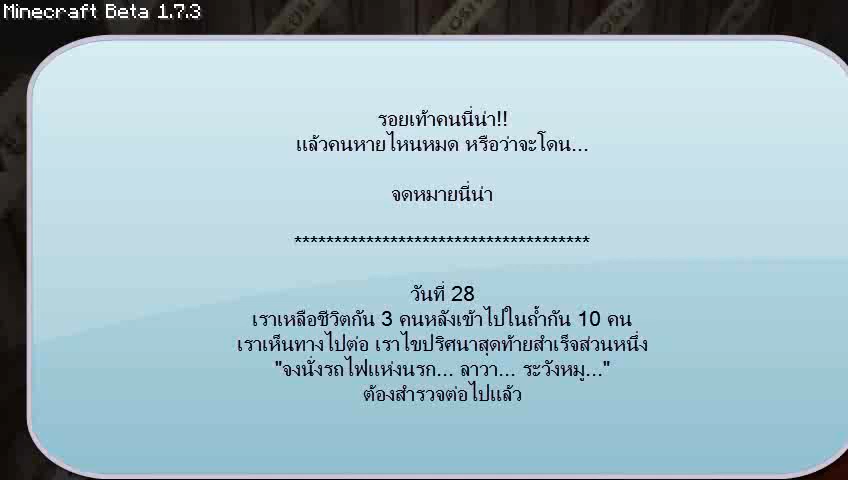 Minecraft Beta 1.7.3
รอยเท้าคนนี่น่า!!
แล้วคนหายไหนหมด หรือว่าจะโดน...
จดหมายนี่น่า
*************************************
วันที่ 28
เราเหลือชีวิตกัน 3 คนหลังเข้าไปในถ้ำกัน 10 คน
เราเห็นทางไปต่อ เราไขปริศนาสุดท้ายสำเร็จส่วนหนึ่ง
"จงนั่งรถไฟแห่งนรก... ลาวา... ระวังหมู..."
ต้องสำรวจต่อไปแล้ว